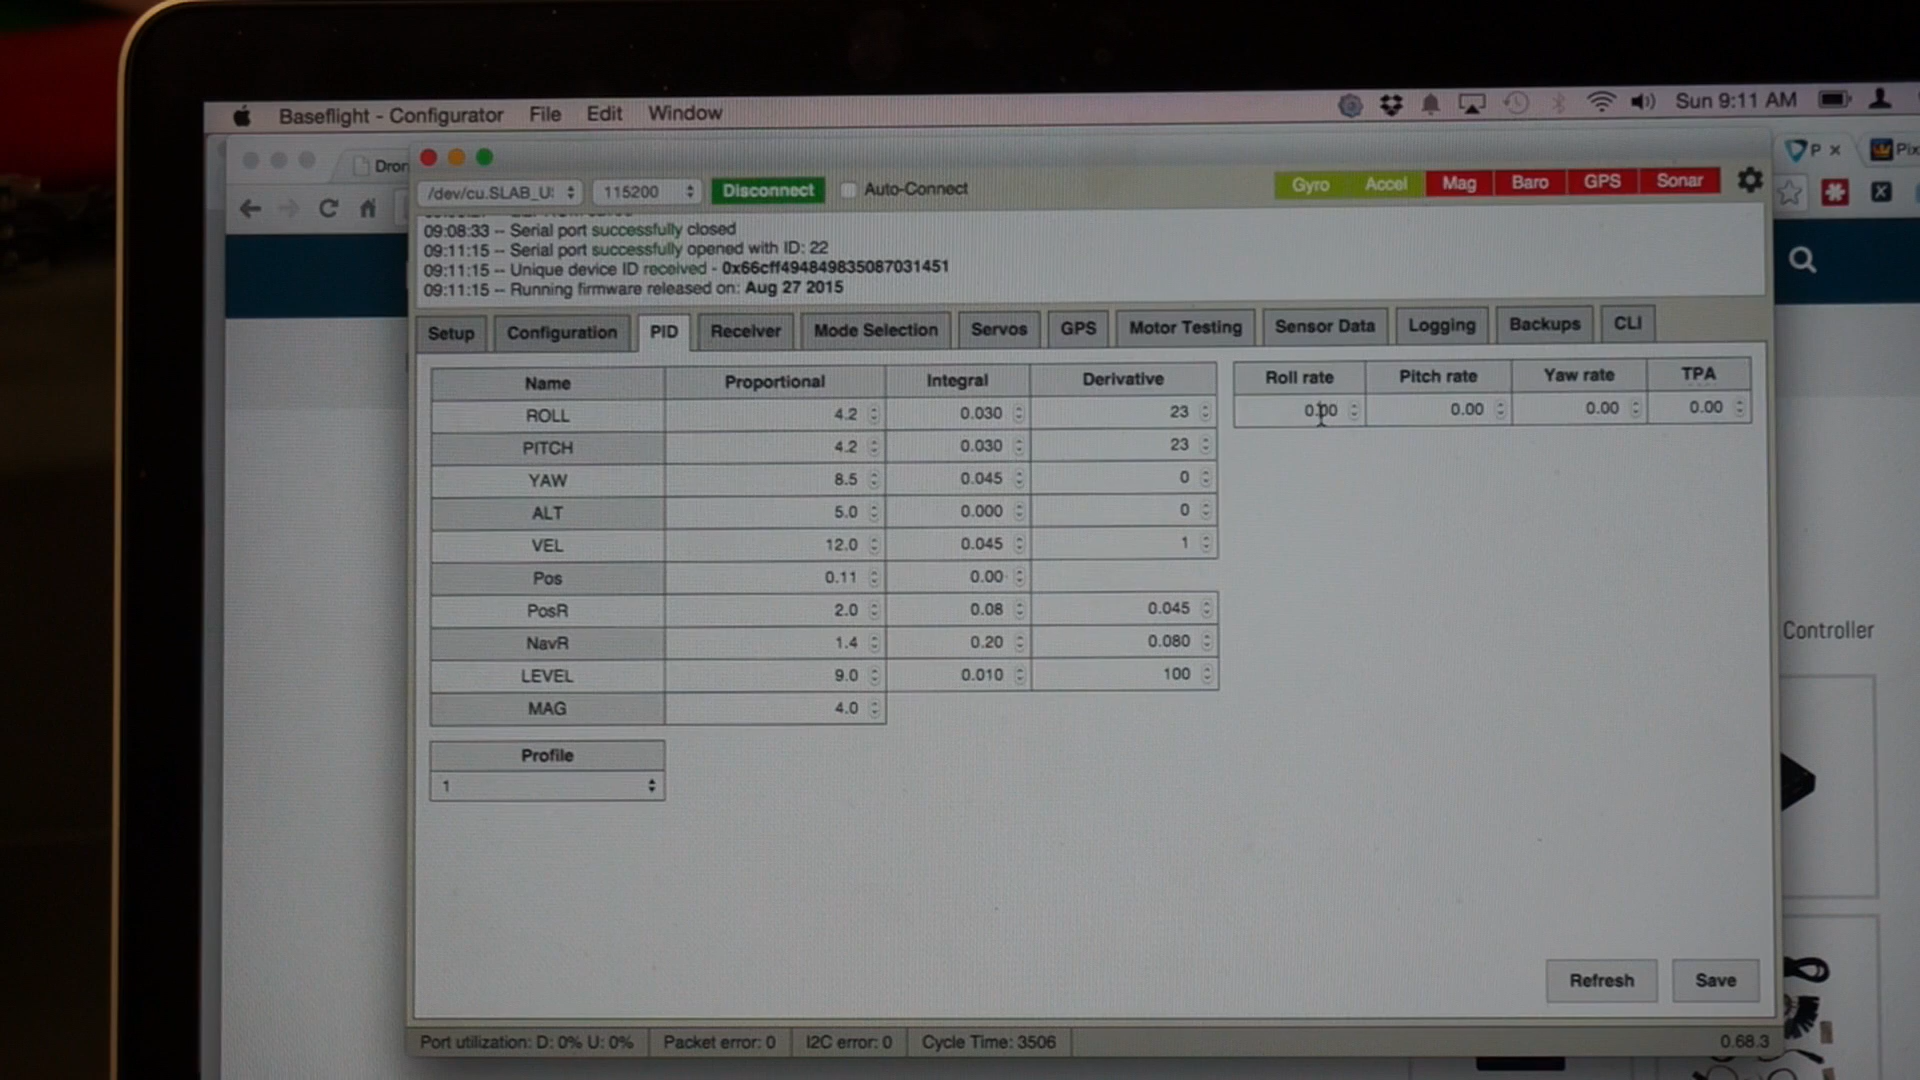 Baseflight - Configurator File Edit Window Sun 9:11 AM
Dron
P x Pix
/dev/cu.SLAB_U: 115200 Disconnect Auto-Connect Gyro Accel Mag Baro GPS Sonar
09:08:33 -- Serial port successfully closed
09:11:15 -- Serial port successfully opened with ID: 22
09:11:15 -- Unique device ID received - 0x66cff494849835087031451
09:11:15 -- Running firmware released on: Aug 27 2015
Setup Configuration PID Receiver Mode Selection Servos GPS Motor Testing Sensor Data Logging Backups CLI
Name Proportional Integral Derivative Roll rate Pitch rate Yaw rate TPA
ROLL 4.2 0.030 23 0.00 0.00 0.00 0.00
PITCH 4.2 0.030 23
YAW 8.5 0.045 0
ALT 5.0 0.000 0
VEL 12.0 0.045 1
Pos 0.11 0.00
PosR 2.0 0.08 0.045
NavR 1.4 0.20 0.080
LEVEL 9.0 0.010 100
MAG 4.0
Controller
Profile
1
Refresh Save
Port utilization: D: 0% U: 0% Packet error: 0 I2C error: 0 Cycle Time: 3506 0.68.3